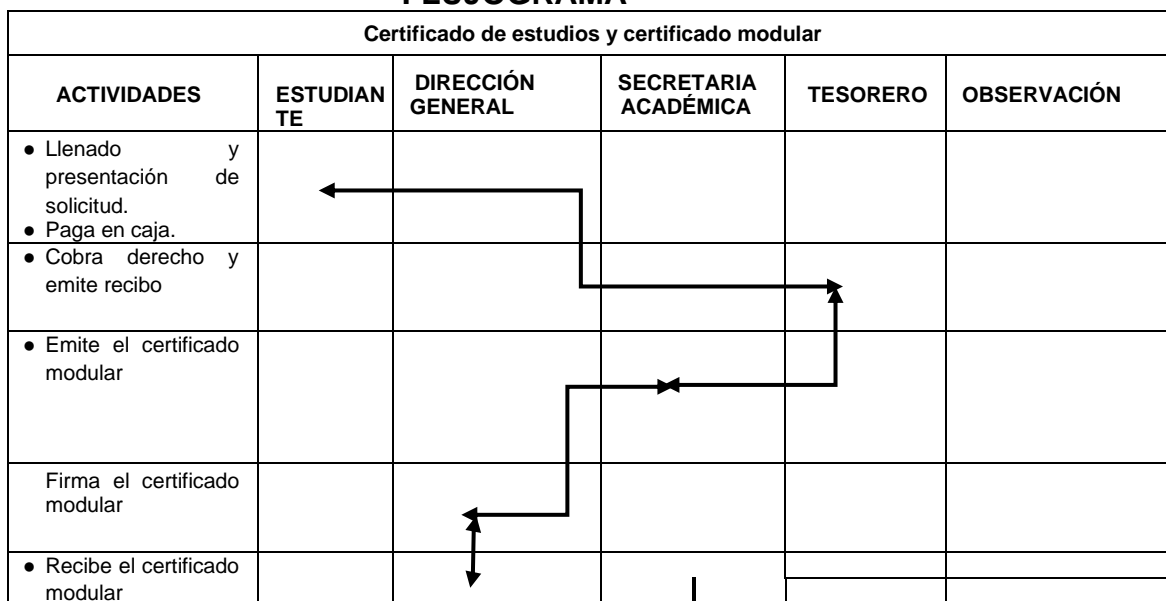 FLUJOGRAMA
Certificado de estudios y certificado modular
ACTIVIDADES
ESTUDIAN
TE
DIRECCIÓN
GENERAL
SECRETARIA
ACADÉMICA
TESORERO
OBSERVACIÓN
● Llenado y
presentación de
solicitud.
● Paga en caja.
● Cobra derecho y
emite recibo
● Emite el certificado
modular
Firma el certificado
modular
● Recibe el certificado
modular